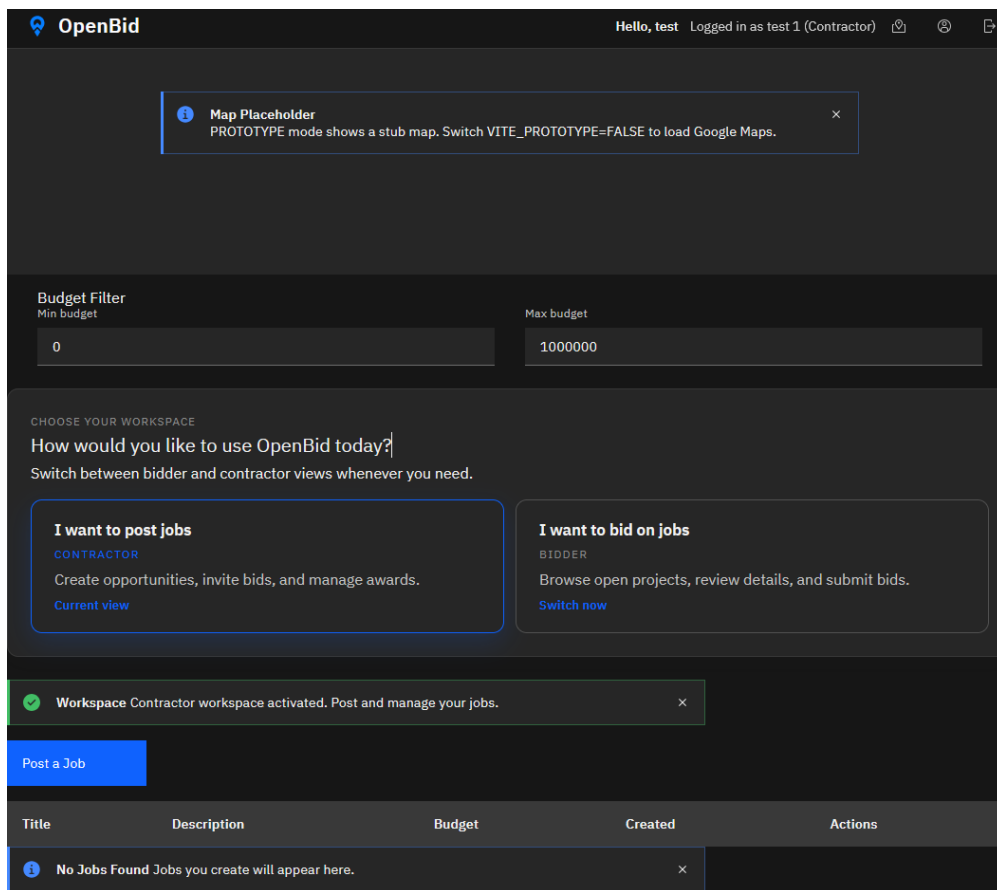 OpenBid
Hello, test Logged in as test 1 (Contractor)
Map Placeholder
PROTOTYPE mode shows a stub map. Switch VITE_PROTOTYPE=FALSE to load Google Maps.
Budget Filter
Min budget
Max budget
0
1000000
CHOOSE YOUR WORKSPACE
How would you like to use OpenBid today?
Switch between bidder and contractor views whenever you need.
I want to post jobs
CONTRACTOR
Create opportunities, invite bids, and manage awards.
Current view
I want to bid on jobs
BIDDER
Browse open projects, review details, and submit bids.
Switch now
Workspace Contractor workspace activated. Post and manage your jobs.
Post a Job
Title Description Budget Created Actions
No Jobs Found Jobs you create will appear here.